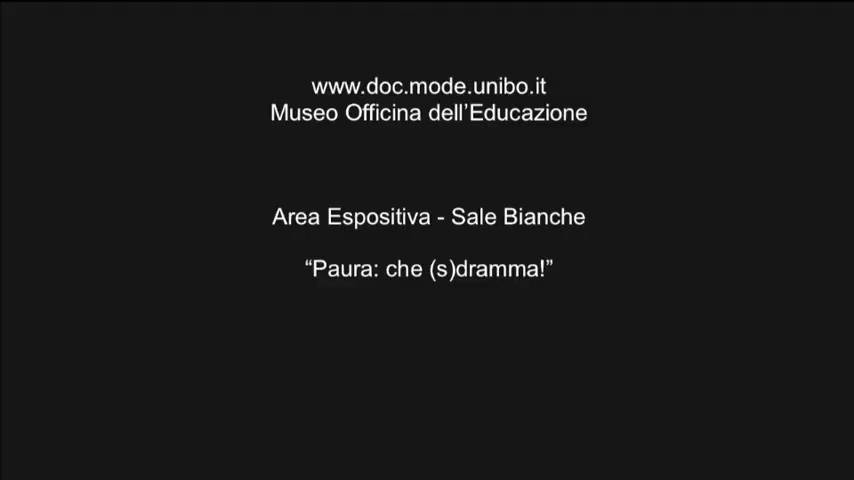 www.doc.mode.unibo.it
Museo Officina dell’Educazione
Area Espositiva - Sale Bianche
“Paura: che (s)dramma!”